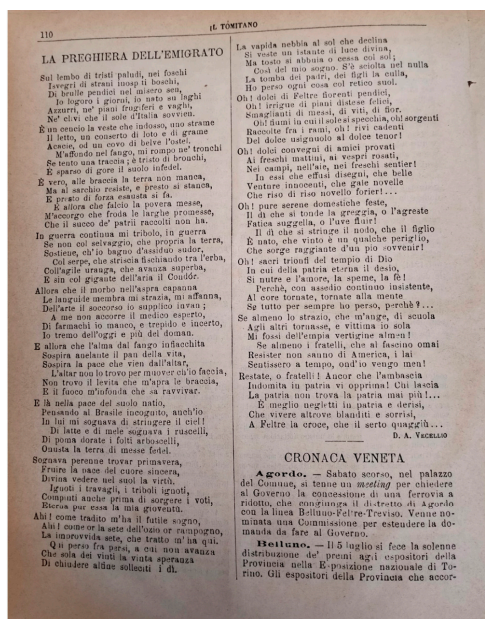 110
IL TOMITANO
LA PREGHIERA DELL'EMIGRATO
Sul lembo di tristi paludi, nei foschi
Di brulle pendici nel misero sen,
Io logoro i giorni, io nato su laghi
Azzurri, ne' piani frugiferi e vaghi,
Ne' clivi che il sole d'Italia sovvien.
È un cencio la veste che indosso, uno strame
Il letto, un conserto di loto e di grame
Acacie, od un covo di belve l'ostel.
M'affondo nel fango, mi rompo ne' tronchi
Se tento una traccia; è tristo di bronchi,
È sparso di gore il suolo infedel.
È vero, alle braccia la terra non manca,
Ma al sarchio resiste, e presto si stanca,
E presto di forza esausta si fa.
È allora che falcio la povera messe,
M'accorgo che froda le larghe promesse,
Che il succo de' parti raccolti non ha.
In guerra continua mi tribolo, in guerra
Se non col selvaggio, che propria la terra,
Sostiene, ch'io bagno d'assiduo sudor,
Col serpe, che striscia fischiando tra l'erba,
Coll'agile uranga, che avanza superba,
E sin col gigante dell'aria il Condór.
Allora che il morbo nell'aspra capanna
Le languide membra mi strazia, mi affanna,
Dell'arte il soccorso io supplico invan;
A me non accorre il medico esperto,
Di farmachi io manco, e trepido e incerto,
Io tremo dell'oggi e più del doman.
E allora che l'alma dal fango infiacchita
Sospira anelante il pan della vita,
Sospira la pace che vien dall'altar,
L'altar non lo trovo per muover ch'io faccia,
Non trovo il levita che m'apra le braccia,
E il fuoco m'infonda che sa ravvivar.
E là nella pace del suolo natìo,
Pensando al Brasile incognito, anch'io
In lui mi sognava di stringere il ciel!
Di latte e di mele sognava i ruscelli,
Di poma dorate i folti arboscelli,
Onusta la terra di messe fedel.
Sognava perenne trovar primavera,
Fruire la pace del cuore sincera,
Divina vedere nel suol la virtù,
Ignoti i travagli, i triboli ignoti,
Compiuti anche prima di sorgere i voti,
Eterna pur essa la mia gioventù.
Ahi! come tradito m'ha il futile sogno,
Ahi! come or la sete dell'ozio rampogno,
La improvvida sete, che tratto m'ha qui.
Che sola dei vinti la vinta speranza
Di chiudere alfine solleciti i dì.
La vapida nebbia al sol che declina
Si veste un istante di luce divina,
Ma tosto si abbuia o cessa col sol;
Così del mio sogno. S'è sciolta nel nulla
La tomba dei padri, dei figli la culla,
Ho perso ogni cosa col retico suol.
Oh! dolci di Feltre florenti pendici,
Oh! irrigue di piani distese felici,
Smaglianti di messi, di viti, di fior.
Oh! fiumi in cui il sole si specchia, oh! sorgenti
Raccolte fra i rami, oh! rivi cadenti
Del dolce usignuolo al dolce tenor!
Oh! dolci convegni di amici provati
Ai freschi mattini, ai vespri rosati,
Nei campi, nell'aie, nei freschi sentier!
In essi che effusi disegni, che belle
Venture innocenti, che gaie novelle
Che riso di riso novello forier!...
Oh! pure serene domestiche feste,
Il dì che si tonde la greggia, o l'agreste
Fatica suggella, o l'uve finir!
Il dì che si stringe il nodo, che il figlio
È nato, che vinto è un qualche periglio,
Che sorge raggiante d'un pio sovvenir!
Oh! sacri trionfi del tempio di Dio
In cui della patria eterna il desìo,
Si nutre e l'amore, la speme, la fè!
Perchè, con assedio continuo insistente,
Al core tornate, tornate alla mente
Se tutto per sempre ho perso, perchè?...
Se almeno lo strazio, che m'ange, di scuola
Agli altri tornasse, e vittima io sola
Mi fossi dell'empia vertigine almen!
Se almeno i fratelli, che al fascino omai
Resister non sanno di America, i lai
Sentissero a tempo, ond'io vengo men!
Restate, o fratelli! Ancor che l'ambascia
Indomita in patria vi opprima! Chi lascia
La patria non trova la patria mai più!...
È meglio negletti in patria e derisi,
Che vivere altrove blanditi e sorrisi,
A Feltre la croce, che il serto quaggiù...
D. A. VECELLIO
CRONACA VENETA
Agordo. — Sabato scorso, nel palazzo
del Comune, si tenne un meeting per chiedere
al Governo la concessione di una ferrovia a
ridotto, che congiunga il distretto di Agordo
con la linea Belluno-Feltre-Treviso. Venne no-
minata una Commissione per estendere la do-
manda da fare al Governo.
Belluno. — Il 5 luglio si fece la solenne
distribuzione de' premi agli espositori della
Provincia nella Esposizione nazionale di To-
rino. Gli espositori della Provincia che accor-